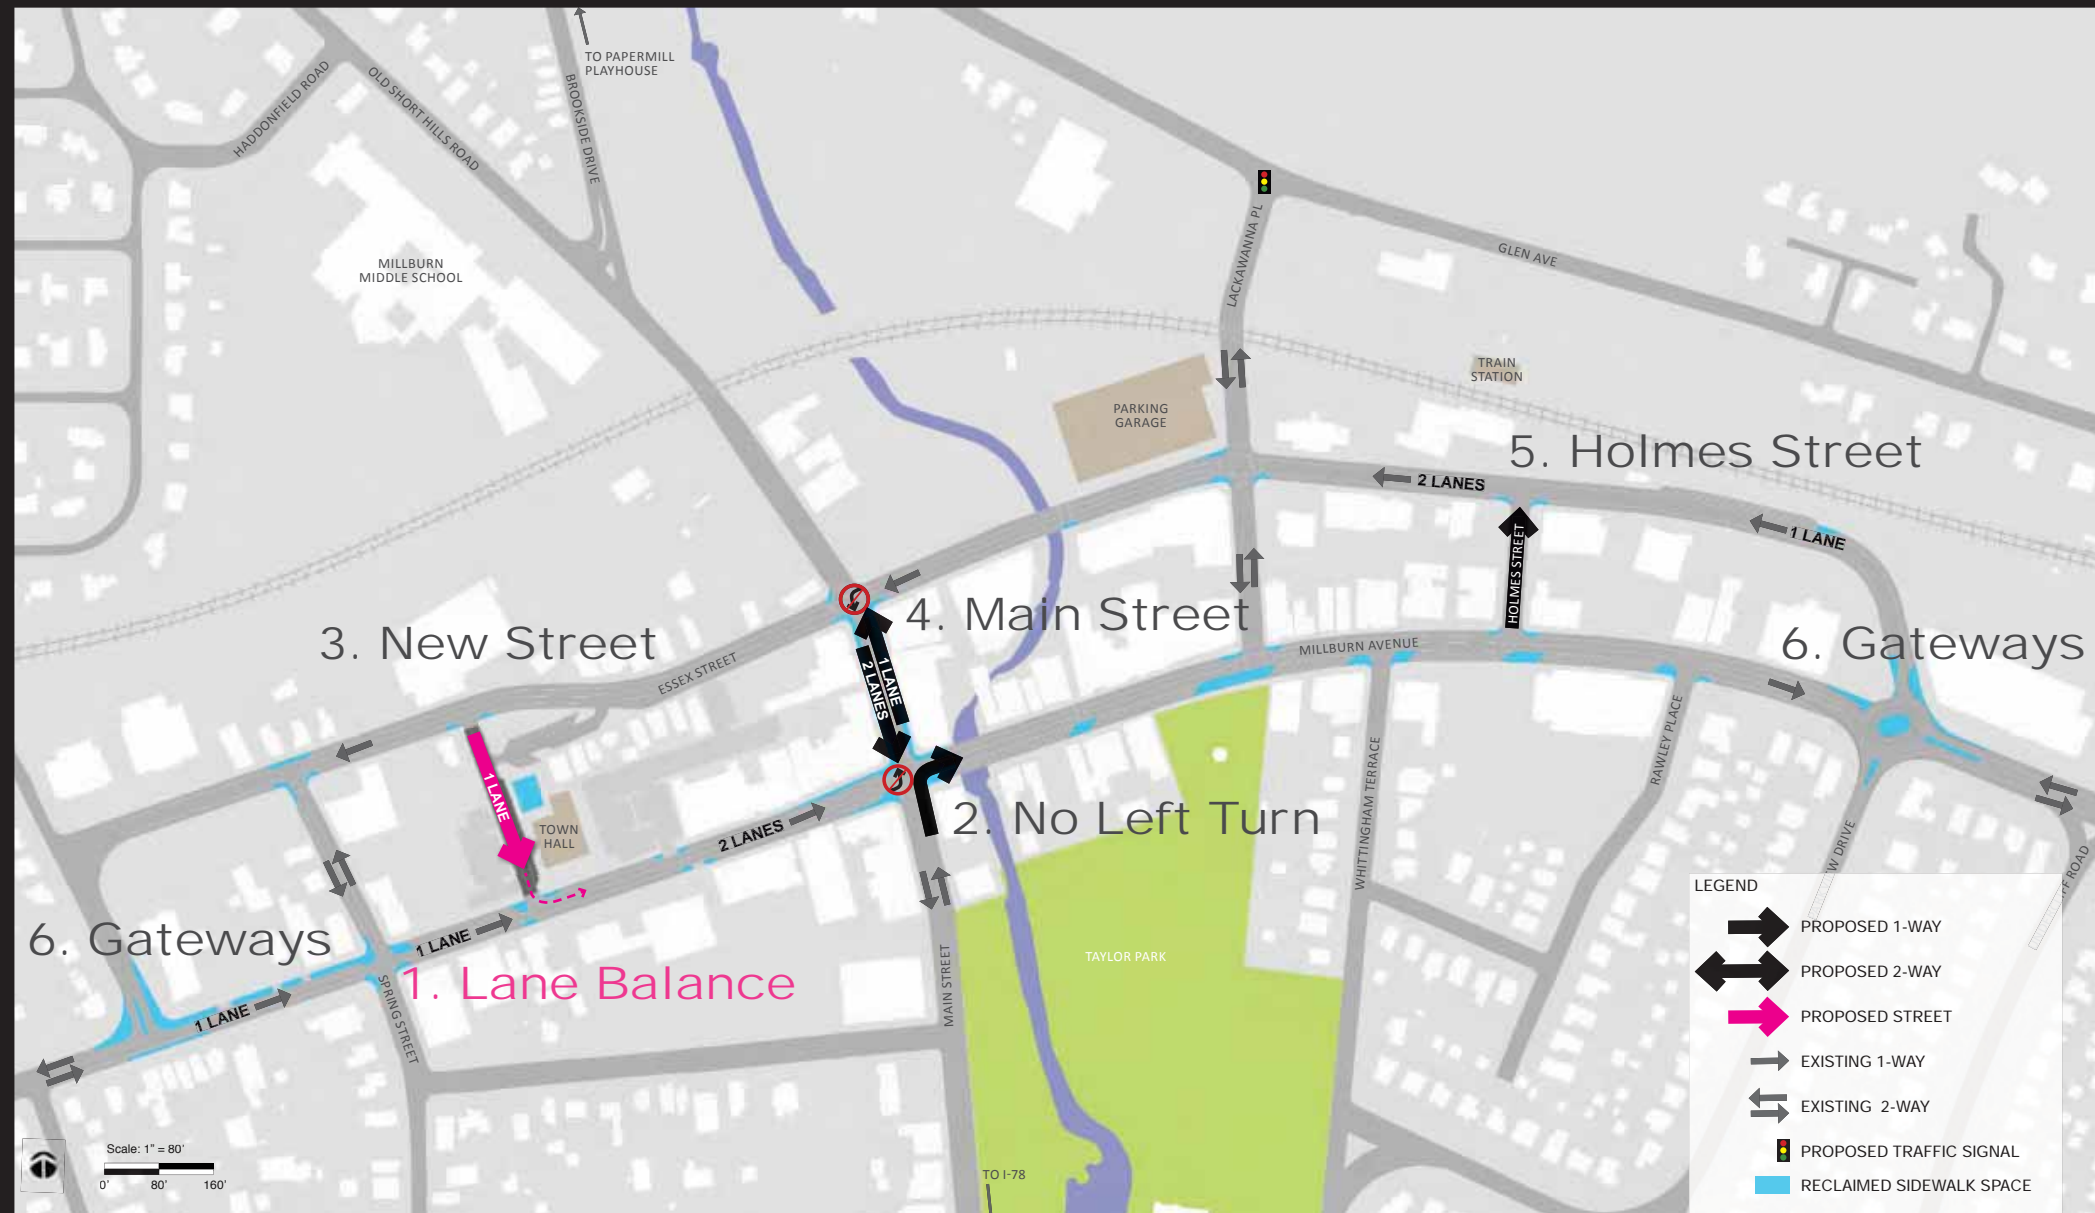 TO PAPERMILL
PLAYHOUSE
HADDONFIELD ROAD
OLD SHORT HILLS ROAD
BROOKSIDE DRIVE
MILLBURN
MIDDLE SCHOOL
LACKAWANNA PL
GLEN AVE
TRAIN
STATION
PARKING
GARAGE
5. Holmes Street
2 LANES
1 LANE
HOLMES STREET
4. Main Street
1 LANE
2 LANES
3. New Street
ESSEX STREET
MILLBURN AVENUE
6. Gateways
RAWLEY PLACE
WHITTINGHAM TERRACE
1 LANE
TOWN
HALL
2 LANES
2. No Left Turn
6. Gateways
1 LANE
1. Lane Balance
1 LANE
SPRING STREET
MAIN STREET
TAYLOR PARK
TO I-78
W DRIVE
FF ROAD
Scale: 1" = 80'
0' 80' 160'
LEGEND
PROPOSED 1-WAY
PROPOSED 2-WAY
PROPOSED STREET
EXISTING 1-WAY
EXISTING 2-WAY
PROPOSED TRAFFIC SIGNAL
RECLAIMED SIDEWALK SPACE